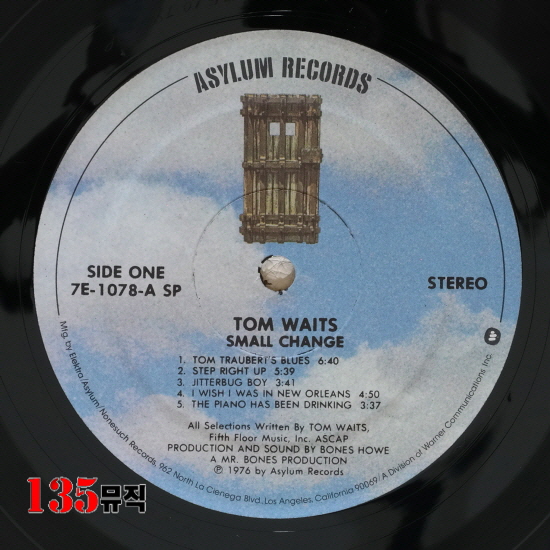 ASYLUM RECORDS
SIDE ONE
7E-1078-A SP
STEREO
TOM WAITS
SMALL CHANGE
1. TOM TRAUBERT'S BLUES 6:40
2. STEP RIGHT UP 5:39
3. JITTERBUG BOY 3:41
4. I WISH I WAS IN NEW ORLEANS 4:50
5. THE PIANO HAS BEEN DRINKING 3:37
All Selections Written By TOM WAITS,
Fifth Floor Music, Inc. ASCAP
PRODUCTION AND SOUND BY BONES HOWE
A MR. BONES PRODUCTION
℗ 1976 by Asylum Records
Mfg. by Elektra/Asylum/Nonesuch Records, 962 North La Cienega Blvd., Los Angeles, California 90069/A Division of Warner Communications Inc.
135뮤직